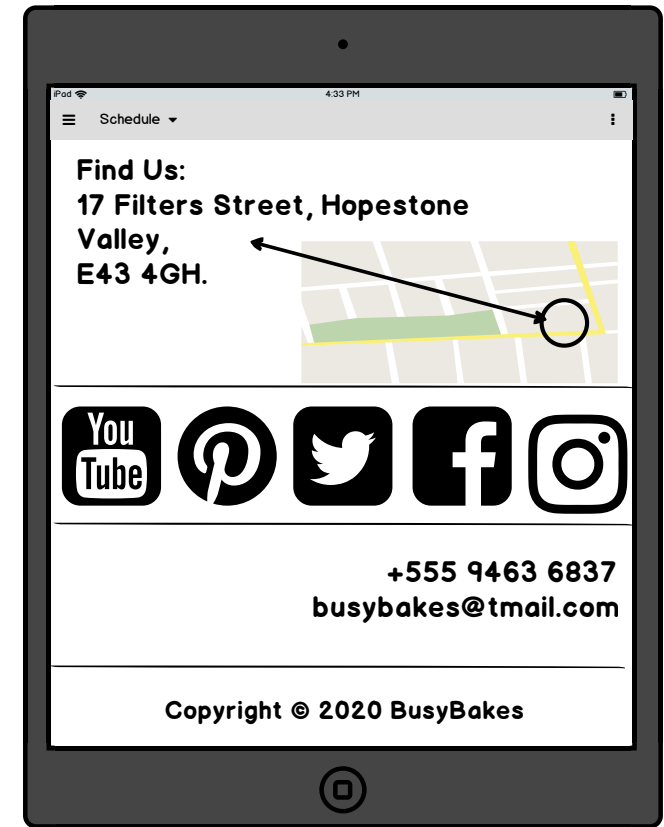 iPad 4:33 PM
Schedule
Find Us:
17 Filters Street, Hopestone
Valley,
E43 4GH.
You
Tube
+555 9463 6837
busybakes@tmail.com
Copyright © 2020 BusyBakes